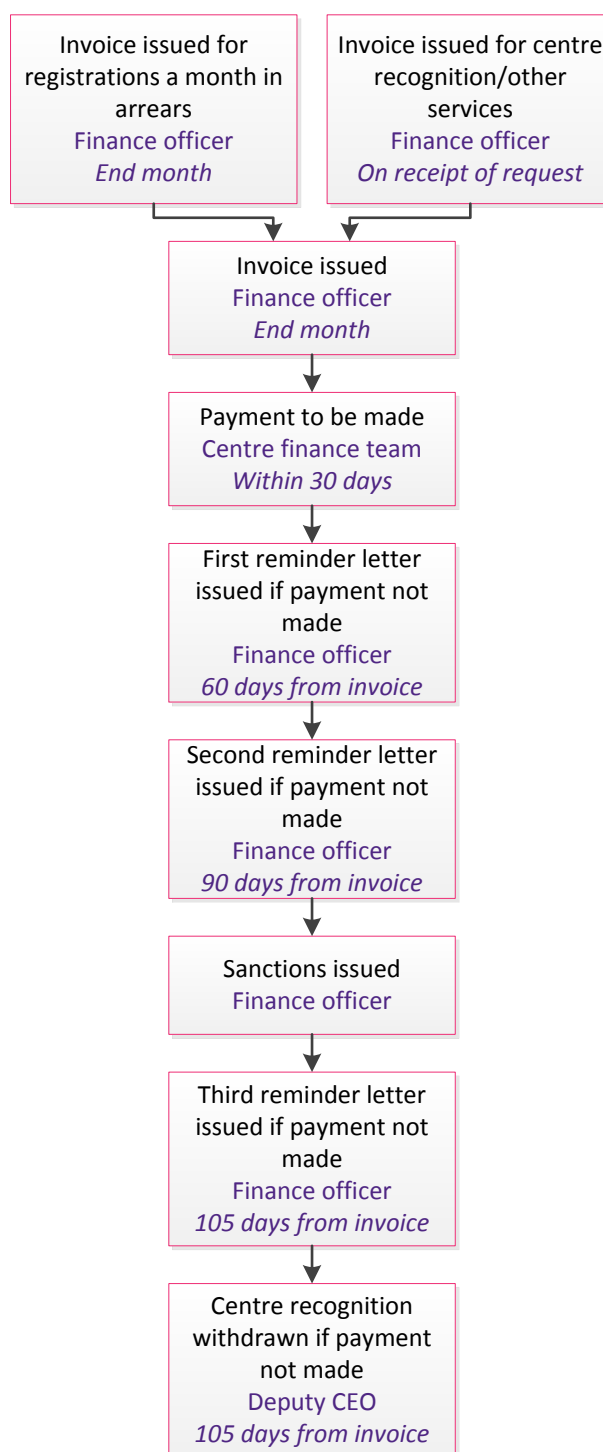 Invoice issued for
registrations a month in
arrears
Finance officer
End month
Invoice issued for centre
recognition/other
services
Finance officer
On receipt of request
Invoice issued
Finance officer
End month
Payment to be made
Centre finance team
Within 30 days
First reminder letter
issued if payment not
made
Finance officer
60 days from invoice
Second reminder letter
issued if payment not
made
Finance officer
90 days from invoice
Sanctions issued
Finance officer
Third reminder letter
issued if payment not
made
Finance officer
105 days from invoice
Centre recognition
withdrawn if payment
not made
Deputy CEO
105 days from invoice